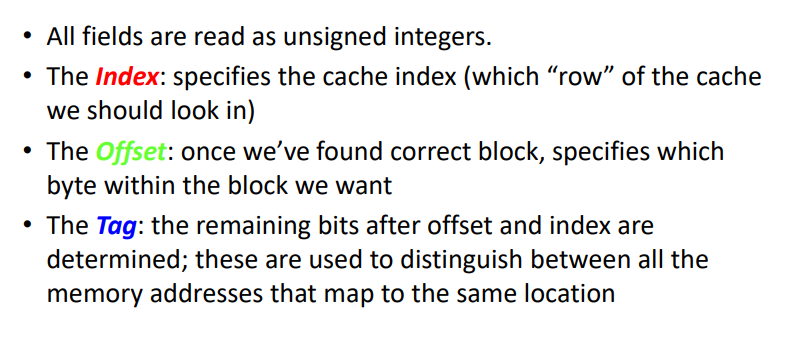 • All fields are read as unsigned integers.
• The Index: specifies the cache index (which “row” of the cache
we should look in)
• The Offset: once we’ve found correct block, specifies which
byte within the block we want
• The Tag: the remaining bits after offset and index are
determined; these are used to distinguish between all the
memory addresses that map to the same location